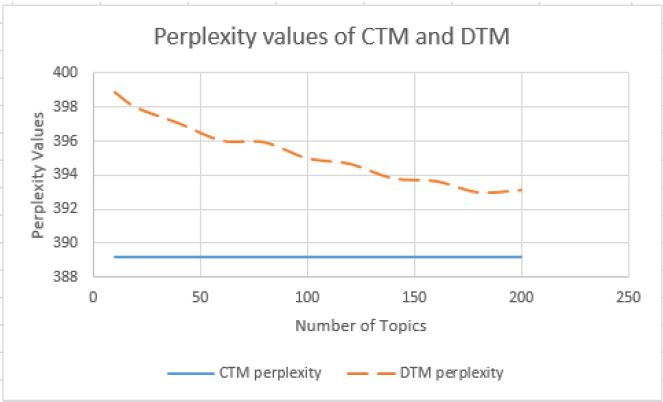 Perplexity values of CTM and DTM
400
398
396
394
392
390
388
Perplexity Values
0 50 100 150 200 250
Number of Topics
CTM perplexity DTM perplexity